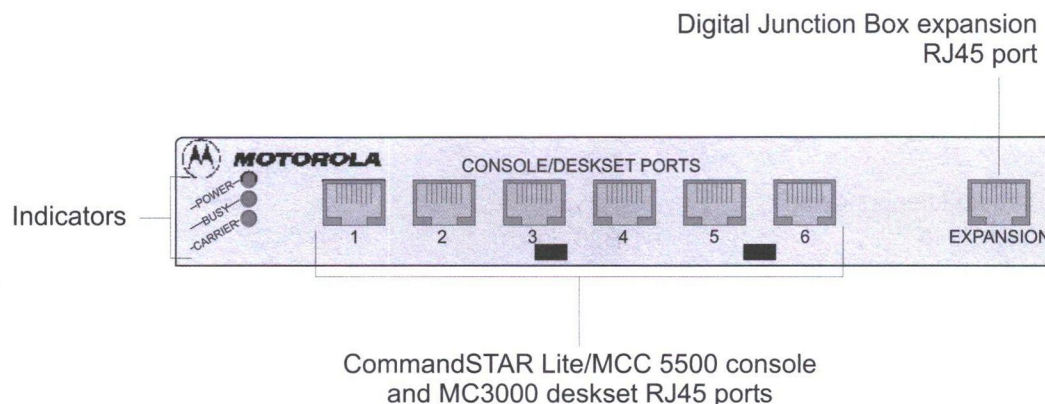 Digital Junction Box expansion
RJ45 port
MOTOROLA
CONSOLE/DESKSET PORTS
POWER
BUSY
CARRIER
Indicators
1 2 3 4 5 6
EXPANSION
CommandSTAR Lite/MCC 5500 console
and MC3000 deskset RJ45 ports